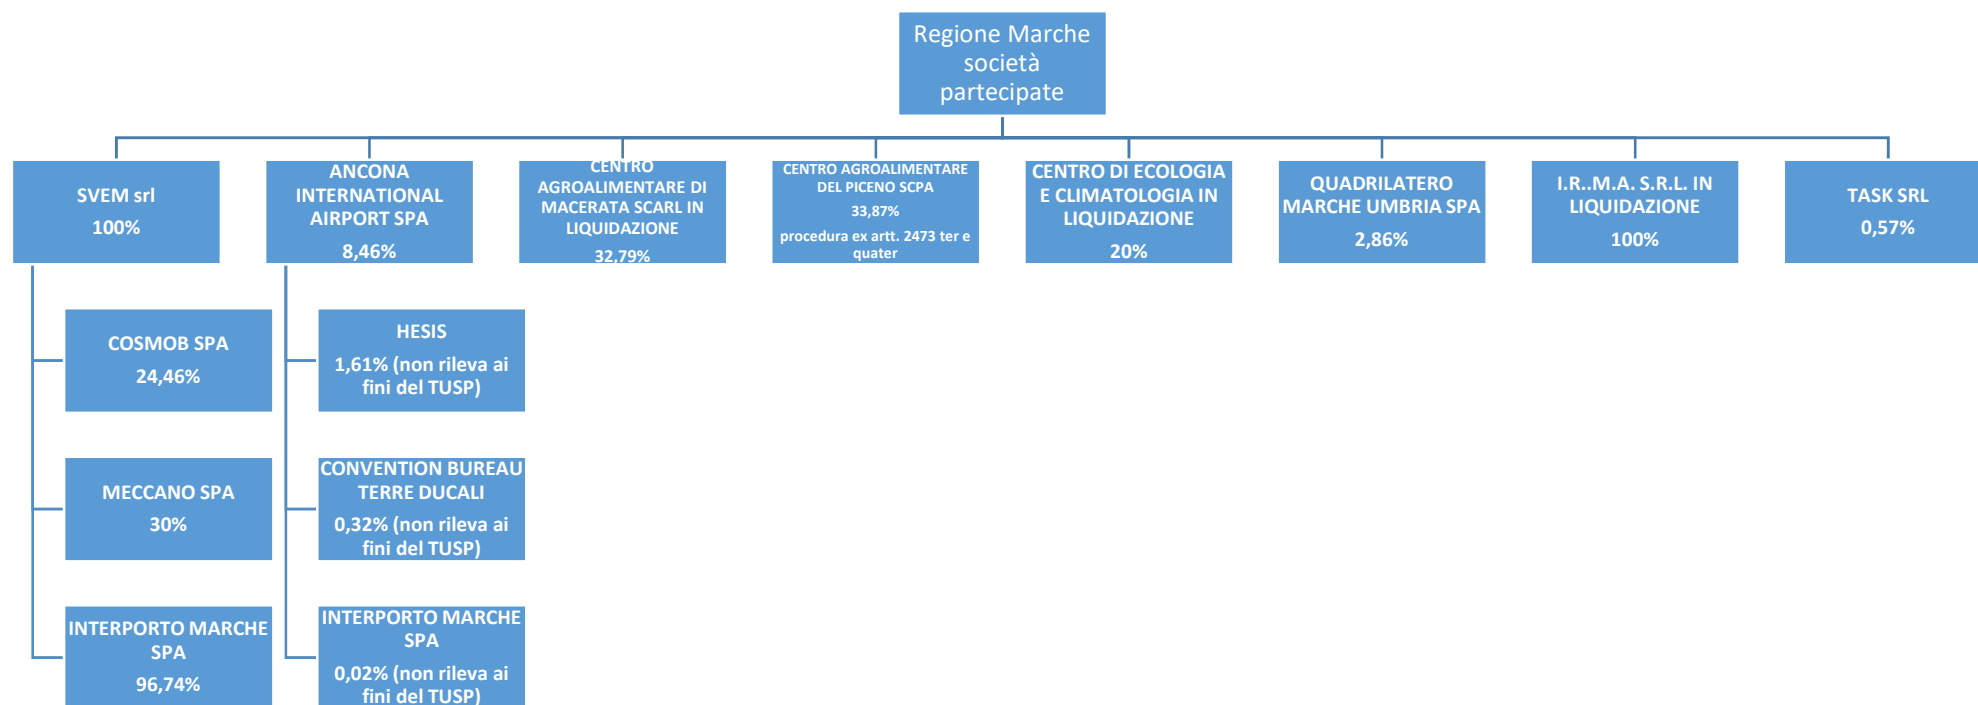 Regione Marche
società
partecipate
SVEM srl
100%
ANCONA
INTERNATIONAL
AIRPORT SPA
8,46%
CENTRO
AGROALIMENTARE DI
MACERATA SCARL IN
LIQUIDAZIONE
32,79%
CENTRO AGROALIMENTARE
DEL PICENO SCPA
33,87%
procedura ex artt. 2473 ter e
quater
CENTRO DI ECOLOGIA
E CLIMATOLOGIA IN
LIQUIDAZIONE
20%
QUADRILATERO
MARCHE UMBRIA SPA
2,86%
I.R..M.A. S.R.L. IN
LIQUIDAZIONE
100%
TASK SRL
0,57%
COSMOB SPA
24,46%
MECCANO SPA
30%
INTERPORTO MARCHE
SPA
96,74%
HESIS
1,61% (non rileva ai
fini del TUSP)
CONVENTION BUREAU
TERRE DUCALI
0,32% (non rileva ai
fini del TUSP)
INTERPORTO MARCHE
SPA
0,02% (non rileva ai
fini del TUSP)